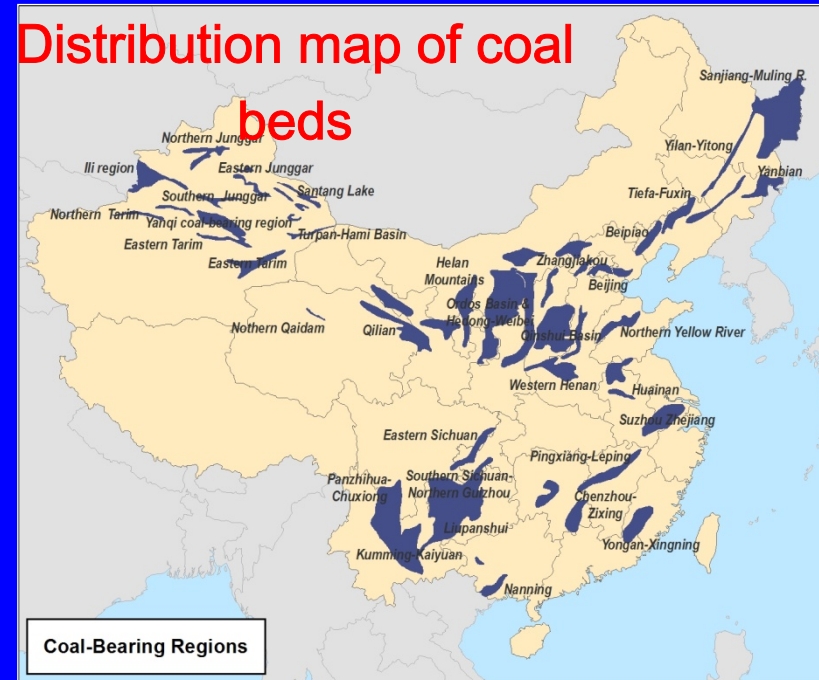 Distribution map of coal
beds
Sanjiang-Muling R.
Northern Junggar
Yilan-Yitong
Ili region
Eastern Junggar
Yanbian
Santang Lake
Tiefa-Fuxin
Southern Junggar
Northern Tarim
Yanqi coal-bearing region
Turpan-Hami Basin
Beipiao
Eastern Tarim
Eastern Tarim
Helan
Mountains
Zhangjiakou
Beijing
Ordos Basin &
Hedong-Weibei
Nothern Qaidam
Qilian
Qinshui Basin
Northern Yellow River
Western Henan
Huainan
Suzhou Zhejiang
Eastern Sichuan
Pingxiang-Leping
Panzhihua-
Chuxiong
Southern Sichuan-
Northern Guizhou
Chenzhou-
Zixing
Liupanshui
Yongan-Xingning
Kumming-Kaiyuan
Nanning
Coal-Bearing Regions